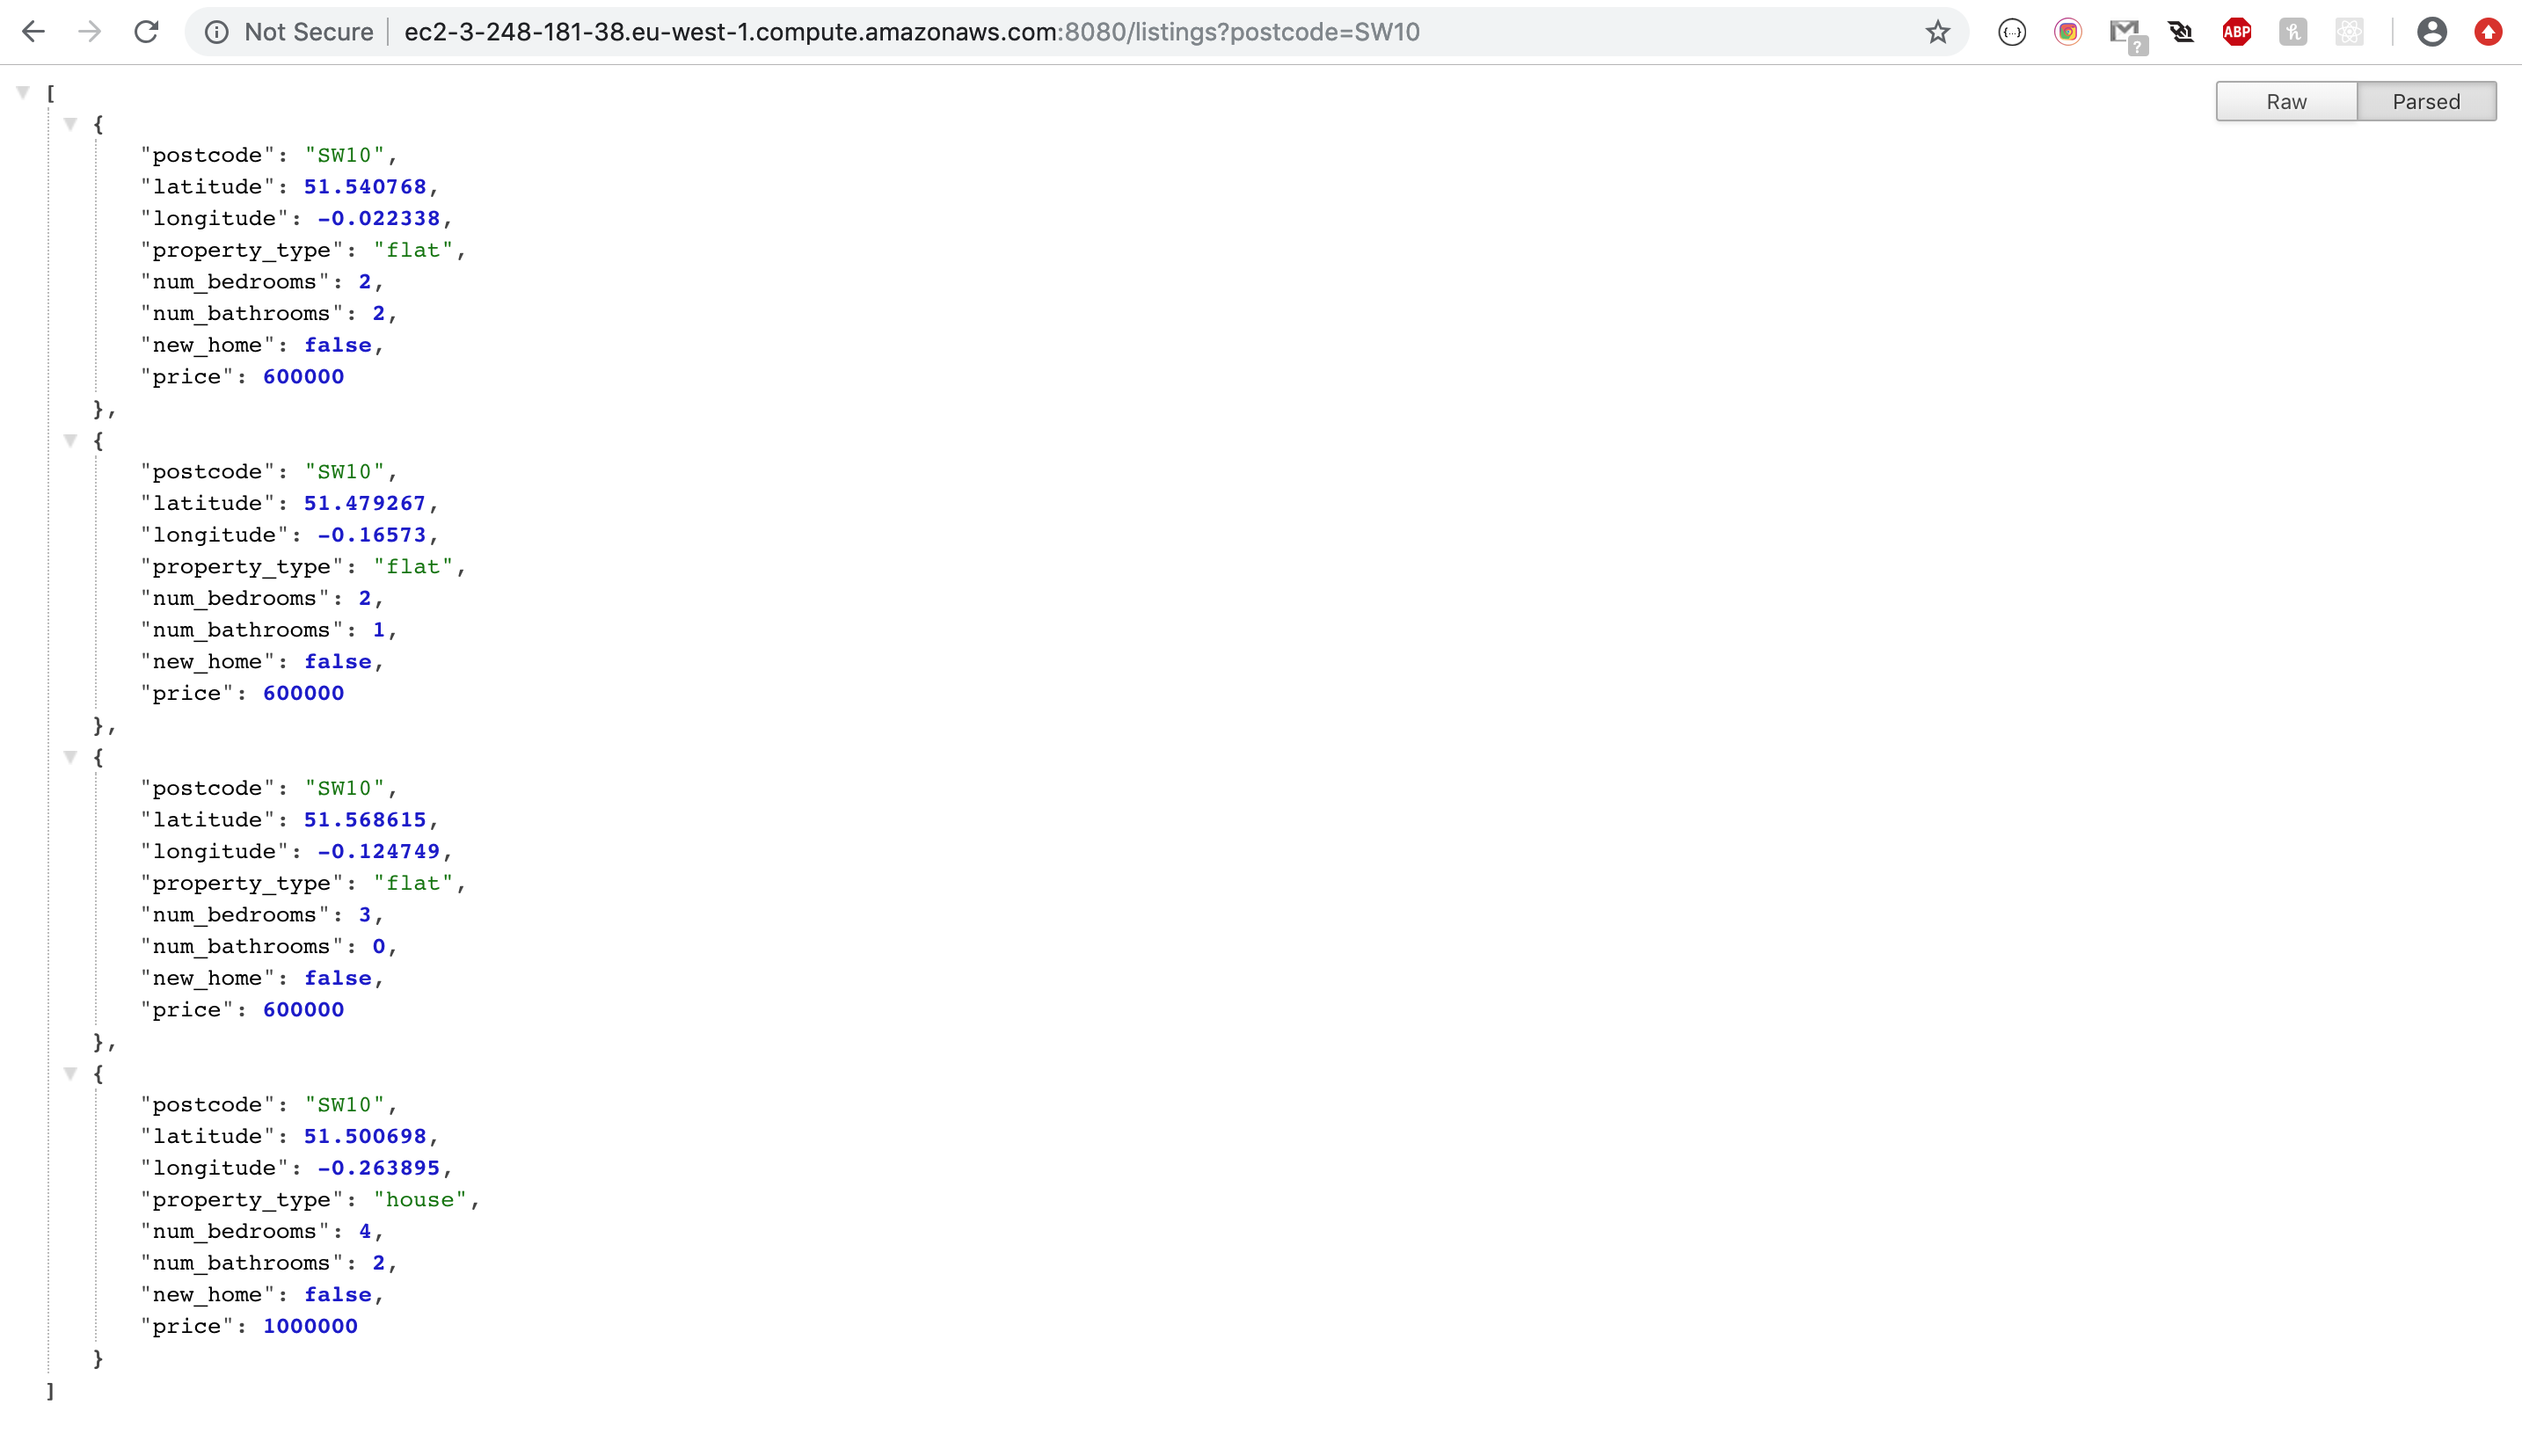 Not Secure ec2-3-248-181-38.eu-west-1.compute.amazonaws.com:8080/listings?postcode=SW10 {...} ? ABP h
Raw Parsed
[
{
"postcode": "SW10",
"latitude": 51.540768,
"longitude": -0.022338,
"property_type": "flat",
"num_bedrooms": 2,
"num_bathrooms": 2,
"new_home": false,
"price": 600000
},
{
"postcode": "SW10",
"latitude": 51.479267,
"longitude": -0.16573,
"property_type": "flat",
"num_bedrooms": 2,
"num_bathrooms": 1,
"new_home": false,
"price": 600000
},
{
"postcode": "SW10",
"latitude": 51.568615,
"longitude": -0.124749,
"property_type": "flat",
"num_bedrooms": 3,
"num_bathrooms": 0,
"new_home": false,
"price": 600000
},
{
"postcode": "SW10",
"latitude": 51.500698,
"longitude": -0.263895,
"property_type": "house",
"num_bedrooms": 4,
"num_bathrooms": 2,
"new_home": false,
"price": 1000000
}
]